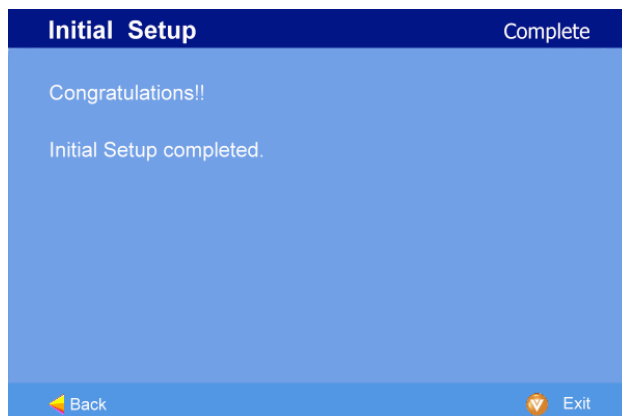 Initial Setup Complete
Congratulations!!
Initial Setup completed.
Back Exit